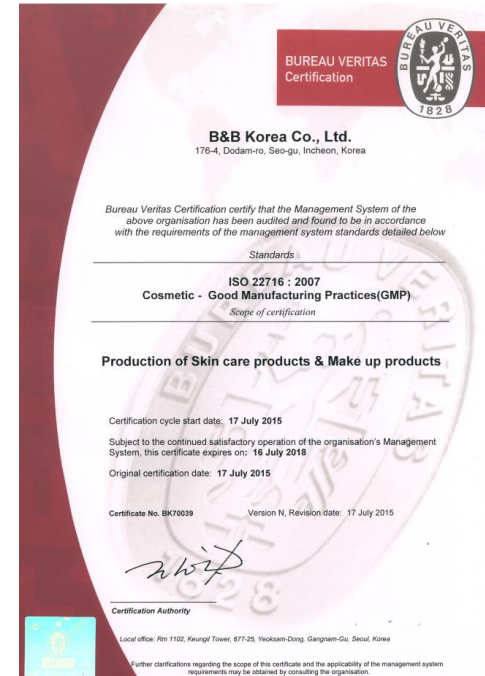 BUREAU VERITAS
Certification
BUREAU VERITAS
1828
B&B Korea Co., Ltd.
176-4, Dodam-ro, Seo-gu, Incheon, Korea
Bureau Veritas Certification certify that the Management System of the
above organisation has been audited and found to be in accordance
with the requirements of the management system standards detailed below
Standards
ISO 22716 : 2007
Cosmetic - Good Manufacturing Practices(GMP)
Scope of certification
Production of Skin care products & Make up products
Certification cycle start date: 17 July 2015
Subject to the continued satisfactory operation of the organisation's Management
System, this certificate expires on: 16 July 2018
Original certification date: 17 July 2015
Certificate No. BK70039 Version N, Revision date: 17 July 2015
Certification Authority
Local office: Rm 1102, Keungil Tower, 677-25, Yeoksam-Dong, Gangnam-Gu, Seoul, Korea
Further clarifications regarding the scope of this certificate and the applicability of the management system
requirements may be obtained by consulting the organisation.